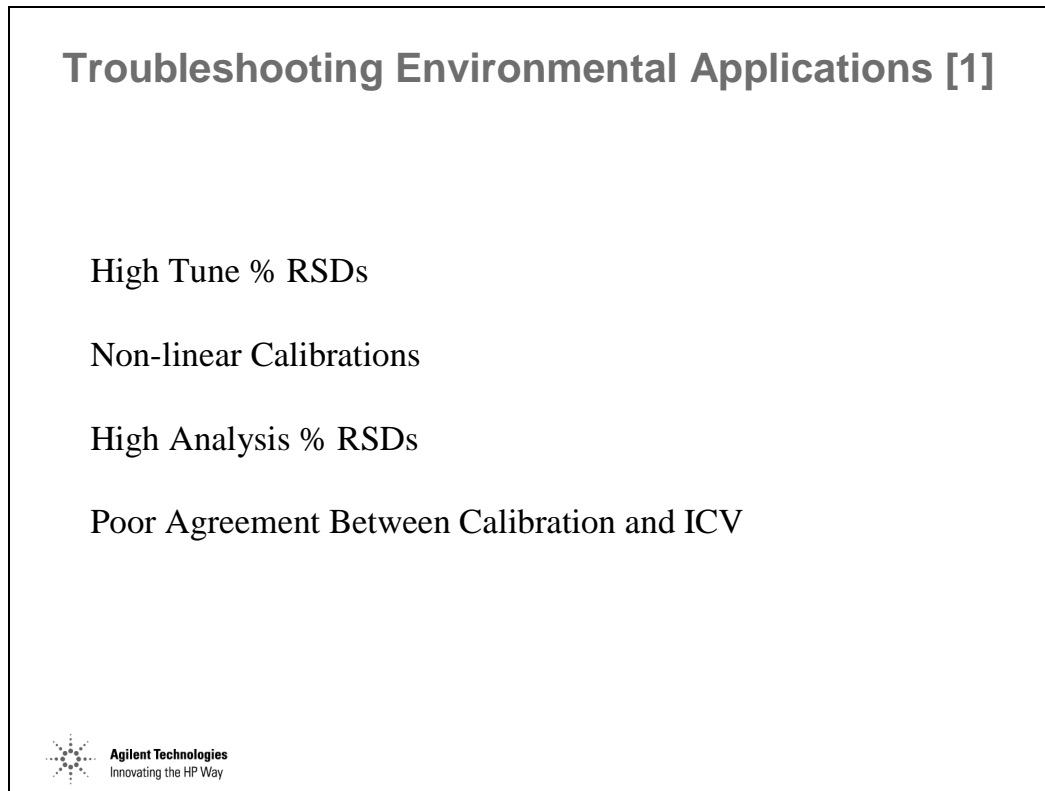 Troubleshooting Environmental Applications [1]
High Tune % RSDs
Non-linear Calibrations
High Analysis % RSDs
Poor Agreement Between Calibration and ICV
Agilent Technologies
Innovating the HP Way